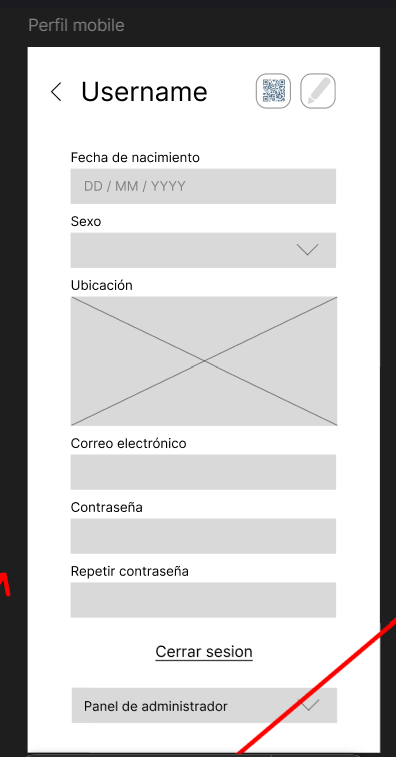 Perfil mobile
Username
Fecha de nacimiento
DD / MM / YYYY
Sexo
Ubicación
Correo electrónico
Contraseña
Repetir contraseña
Cerrar sesion
Panel de administrador